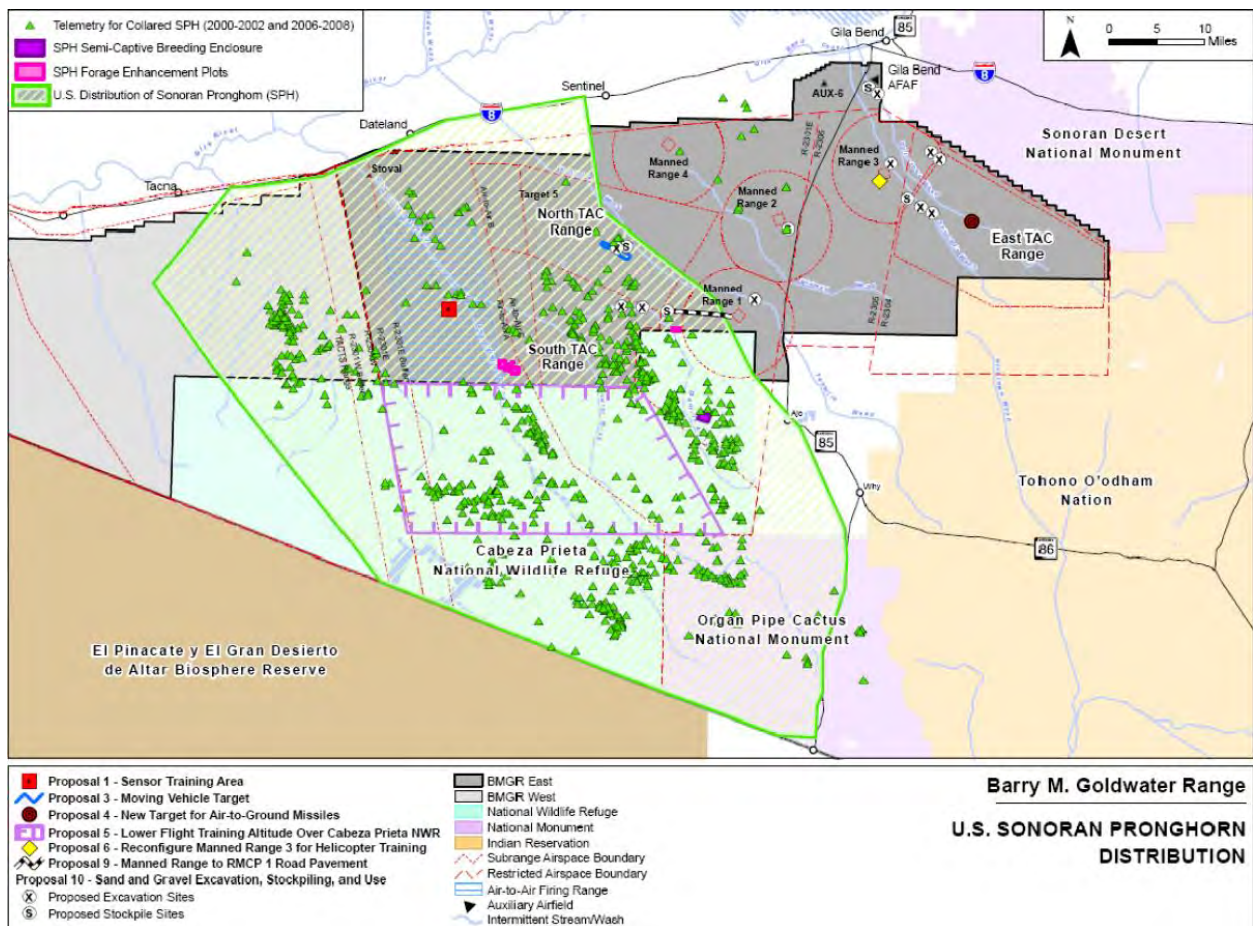 Telemetry for Collared SPH (2000-2002 and 2006-2008)
SPH Semi-Captive Breeding Enclosure
SPH Forage Enhancement Plots
U.S. Distribution of Sonoran Pronghorn (SPH)
Gila Bend
85
N
0 5 10
Miles
Gila Bend
AFAF
AUX-6
8
Sentinel
8
Dateland
Sonoran Desert
National Monument
Stoval
Manned
Range 4
Manned
Range 3
R-2301E
R-2305
Tacna
Target 5
Manned
Range 2
North TAC
Range
East TAC
Range
Manned
Range 1
R-2305
R-2304
South TAC
Range
R-2301E
Ajo
85
Why
Tohono O'odham
Nation
86
Cabeza Prieta
National Wildlife Refuge
Organ Pipe Cactus
National Monument
El Pinacate y El Gran Desierto
de Altar Biosphere Reserve
Proposal 1 - Sensor Training Area
Proposal 3 - Moving Vehicle Target
Proposal 4 - New Target for Air-to-Ground Missiles
Proposal 5 - Lower Flight Training Altitude Over Cabeza Prieta NWR
Proposal 6 - Reconfigure Manned Range 3 for Helicopter Training
Proposal 9 - Manned Range to RMCP 1 Road Pavement
Proposal 10 - Sand and Gravel Excavation, Stockpiling, and Use
X Proposed Excavation Sites
S Proposed Stockpile Sites
BMGR East
BMGR West
National Wildlife Refuge
National Monument
Indian Reservation
Subrange Airspace Boundary
Restricted Airspace Boundary
Air-to-Air Firing Range
Auxiliary Airfield
Intermittent Stream/Wash
Barry M. Goldwater Range
U.S. SONORAN PRONGHORN
DISTRIBUTION